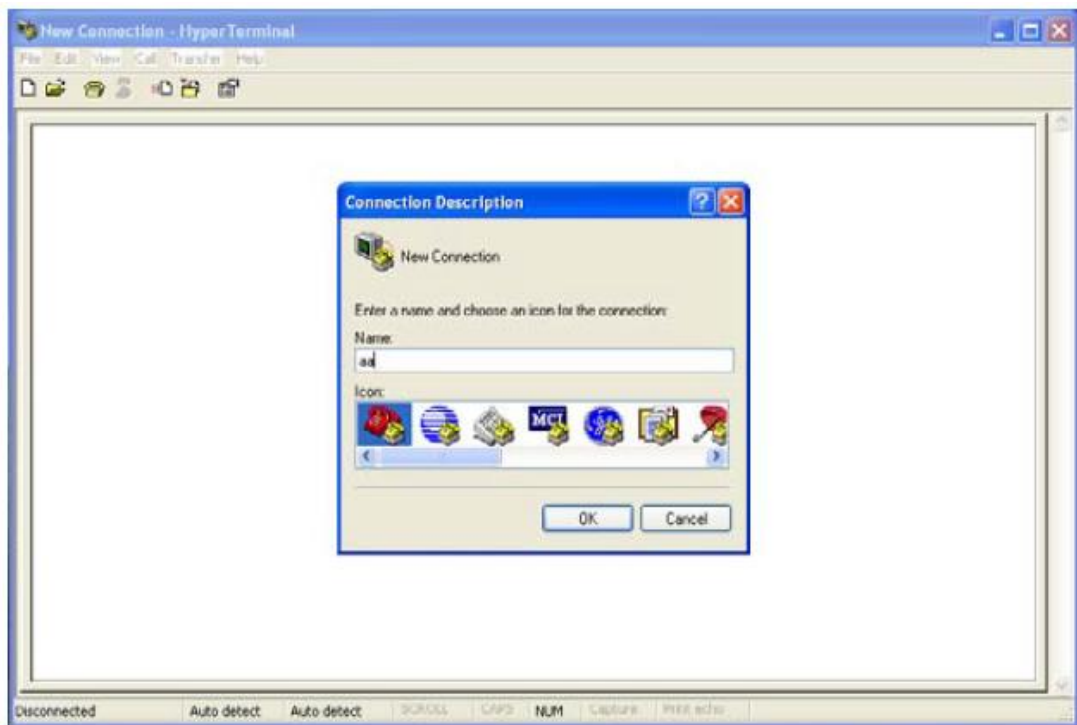 New Connection - HyperTerminal
File Edit View Call Transfer Help
Connection Description
New Connection
Enter a name and choose an icon for the connection:
Name:
aa
Icon:
MCI
OK Cancel
Disconnected Auto detect Auto detect SCROLL CAPS NUM Capture Print echo